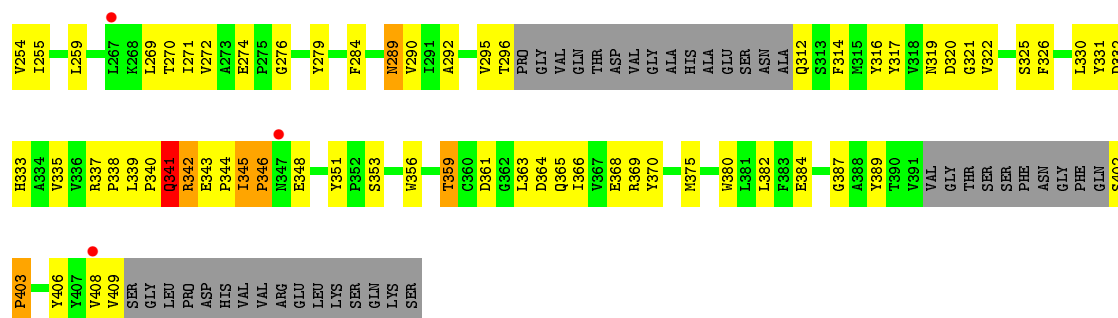 V254 I255 L259 L267 K268 L269 T270 I271 V272 A273 E274 P275 G276 Y279 F284 N289 V290 I291 A292 V295 T296 PRO GLY VAL GLN THR ASP VAL GLY ALA HIS ALA GLU SER ASN ALA Q312 S313 F314 M315 Y316 Y317 V318 N319 D320 G321 V322 S325 F326 L330 Y331 D332
H333 A334 V335 V336 R337 P338 L339 P340 Q341 R342 E343 P344 I345 P346 N347 E348 Y351 P352 S353 W356 T359 C360 D361 G362 L363 D364 Q365 I366 V367 E368 R369 Y370 M375 W380 L381 L382 F383 E384 G387 A388 Y389 T390 V391 VAL GLY THR SER SER PHE ASN GLY PHE GLN S402
P403 Y406 Y407 V408 V409 SER GLY LEU PRO ASP HIS VAL VAL ARG GLU LEU LYS SER GLN LYS SER